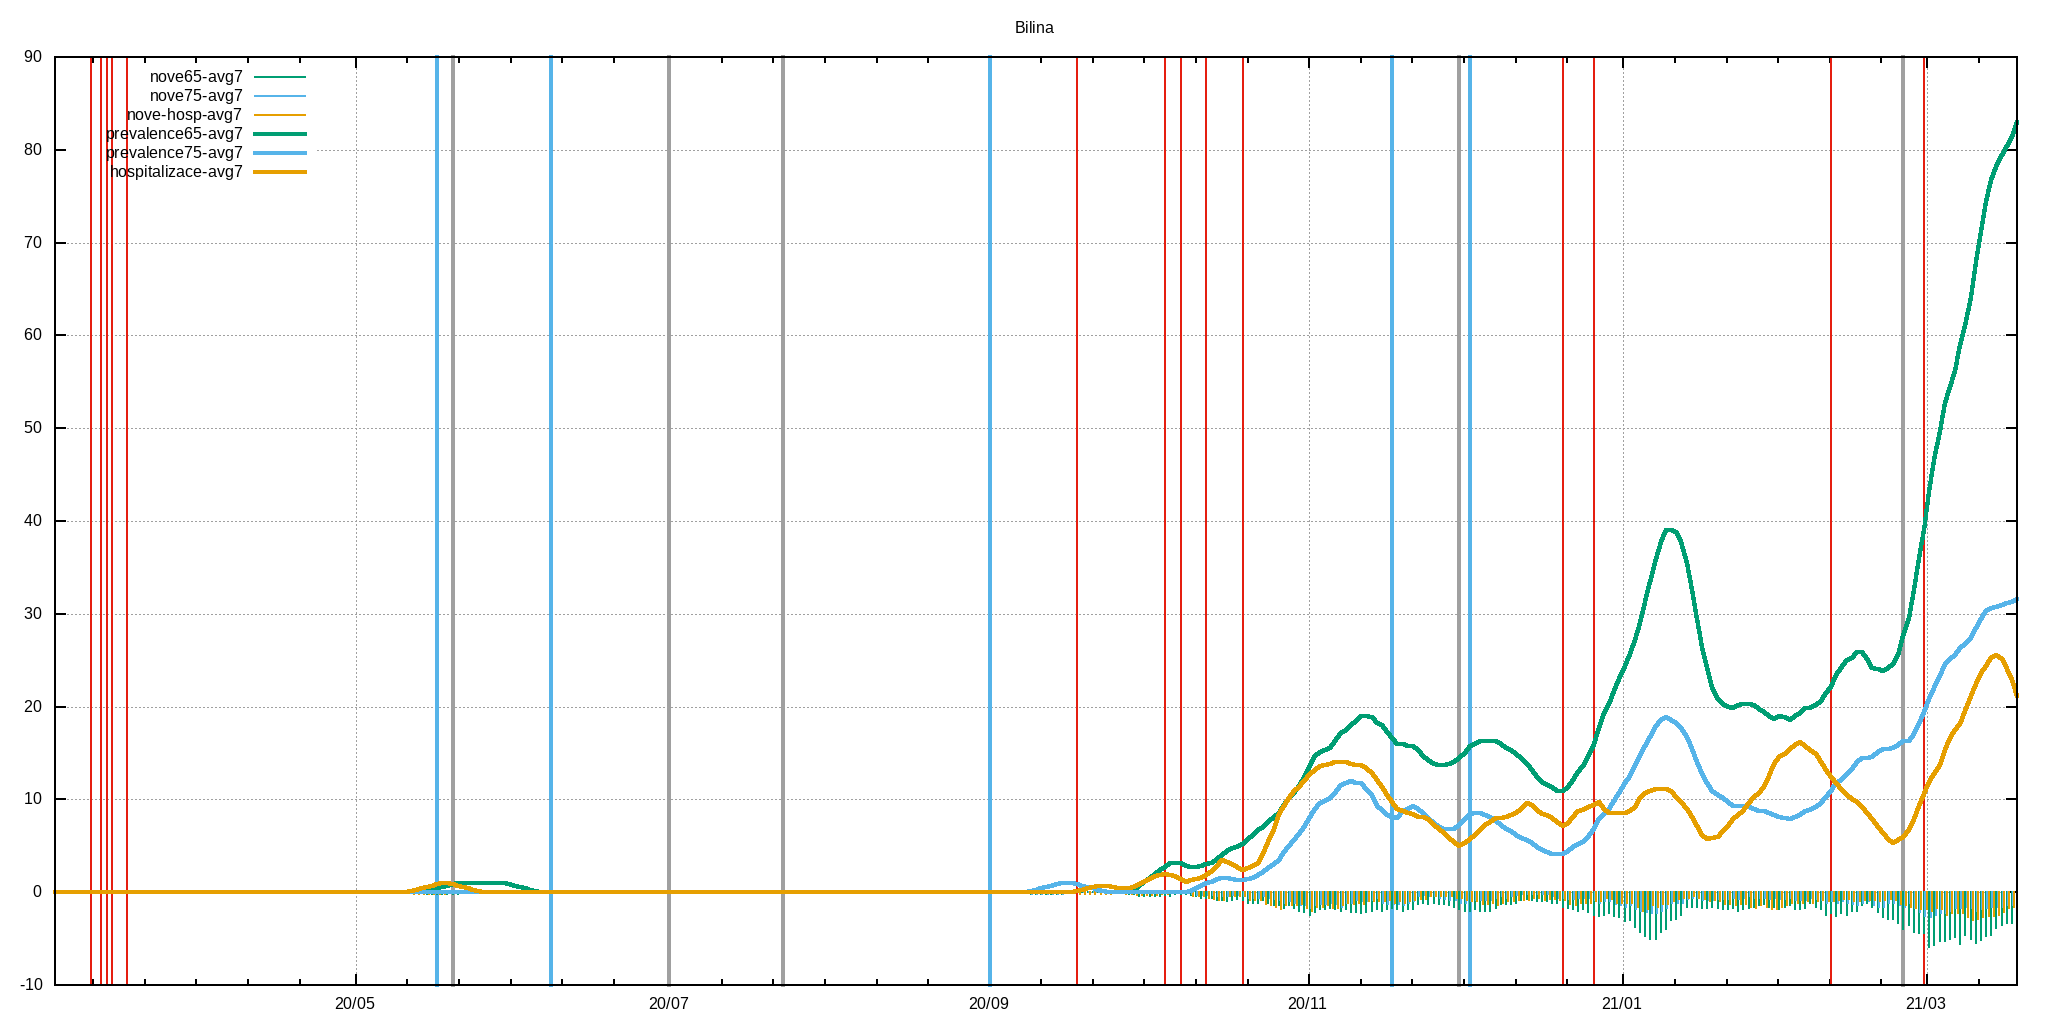 Bilina
90
80
70
60
50
40
30
20
10
0
-10
nove65-avg7
nove75-avg7
nove-hosp-avg7
prevalence65-avg7
prevalence75-avg7
hospitalizace-avg7
20/05 20/07 20/09 20/11 21/01 21/03